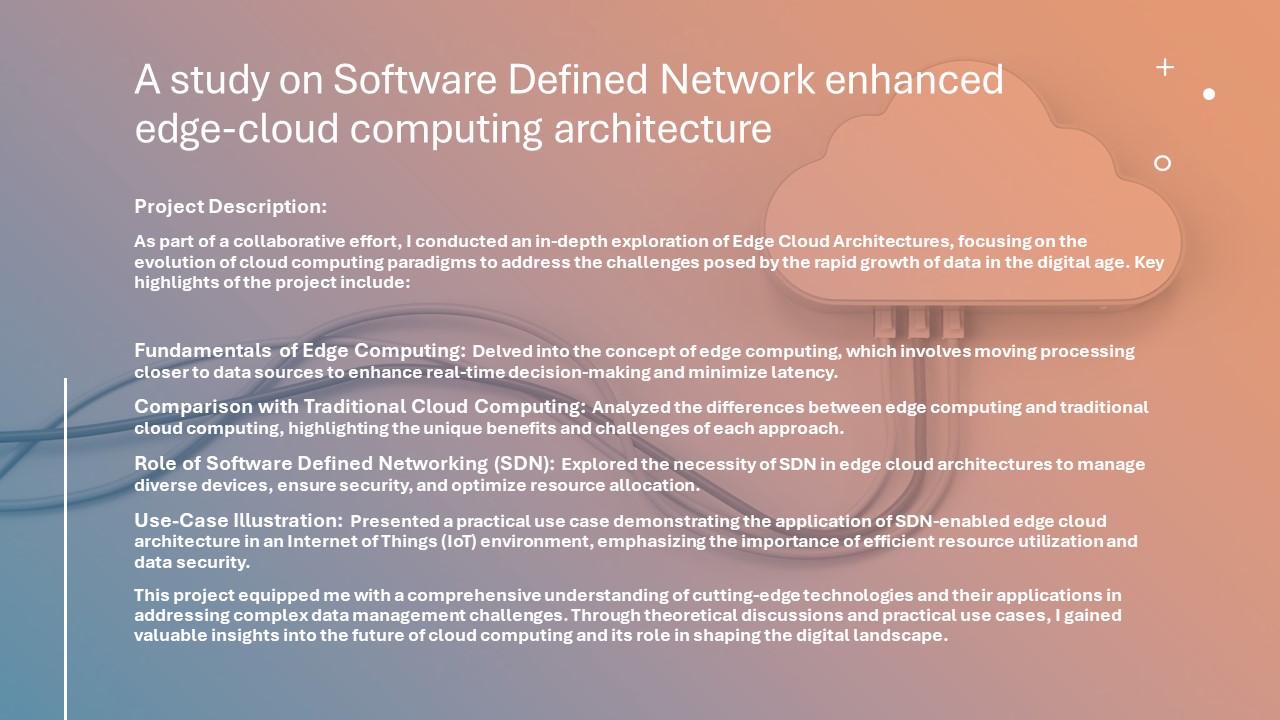 A study on Software Defined Network enhanced
edge-cloud computing architecture
Project Description:
As part of a collaborative effort, I conducted an in-depth exploration of Edge Cloud Architectures, focusing on the
evolution of cloud computing paradigms to address the challenges posed by the rapid growth of data in the digital age. Key
highlights of the project include:
Fundamentals of Edge Computing: Delved into the concept of edge computing, which involves moving processing
closer to data sources to enhance real-time decision-making and minimize latency.
Comparison with Traditional Cloud Computing: Analyzed the differences between edge computing and traditional
cloud computing, highlighting the unique benefits and challenges of each approach.
Role of Software Defined Networking (SDN): Explored the necessity of SDN in edge cloud architectures to manage
diverse devices, ensure security, and optimize resource allocation.
Use-Case Illustration: Presented a practical use case demonstrating the application of SDN-enabled edge cloud
architecture in an Internet of Things (IoT) environment, emphasizing the importance of efficient resource utilization and
data security.
This project equipped me with a comprehensive understanding of cutting-edge technologies and their applications in
addressing complex data management challenges. Through theoretical discussions and practical use cases, I gained
valuable insights into the future of cloud computing and its role in shaping the digital landscape.